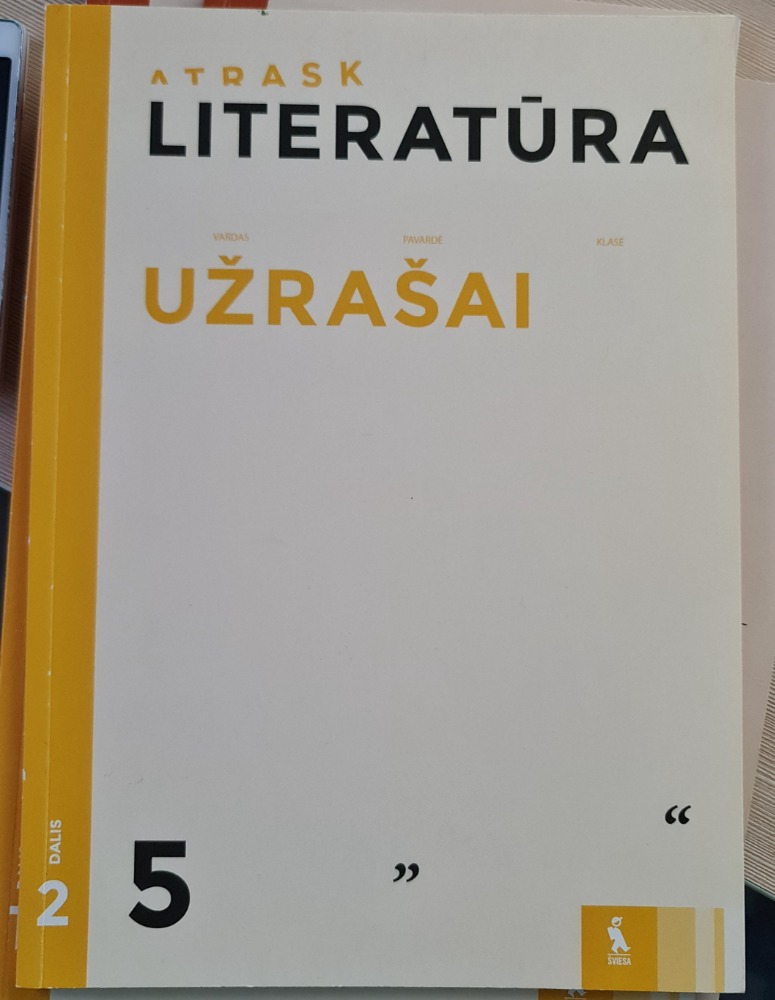 ATRASK
LITERATŪRA
VARDAS PAVARDĖ KLASĖ
UŽRAŠAI
2 DALIS
5
„
“
ŠVIESA